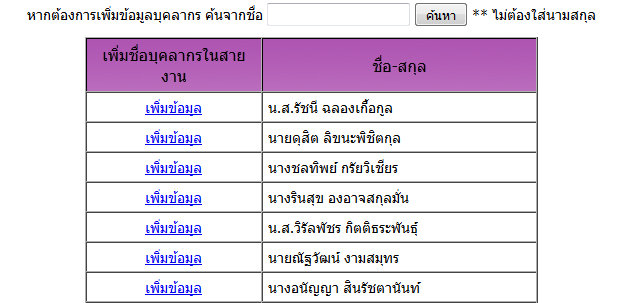 หากต้องการเพิ่มข้อมูลบุคลากร ค้นจากชื่อ ค้นหา ** ไม่ต้องใส่นามสกุล
เพิ่มชื่อบุคลากรในสาย
งาน ชื่อ-สกุล
เพิ่มข้อมูล น.ส.รัชนี ฉลองเกื้อกูล
เพิ่มข้อมูล นายดุสิต ลิขนะพิชิตกุล
เพิ่มข้อมูล นางชลทิพย์ กรัยวิเชียร
เพิ่มข้อมูล นางรินสุข องอาจสกุลมั่น
เพิ่มข้อมูล น.ส.วิรัลพัชร กิตติธระพันธุ์
เพิ่มข้อมูล นายณัฐวัฒน์ งามสมุทร
เพิ่มข้อมูล นางอนัญญา สินรัชตานันท์